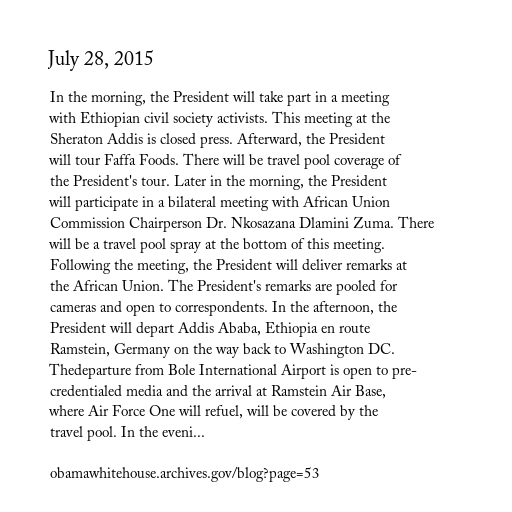 July 28, 2015
In the morning, the President will take part in a meeting
with Ethiopian civil society activists. This meeting at the
Sheraton Addis is closed press. Afterward, the President
will tour Faffa Foods. There will be travel pool coverage of
the President's tour. Later in the morning, the President
will participate in a bilateral meeting with African Union
Commission Chairperson Dr. Nkosazana Dlamini Zuma. There
will be a travel pool spray at the bottom of this meeting.
Following the meeting, the President will deliver remarks at
the African Union. The President's remarks are pooled for
cameras and open to correspondents. In the afternoon, the
President will depart Addis Ababa, Ethiopia en route
Ramstein, Germany on the way back to Washington DC.
Thedeparture from Bole International Airport is open to pre-
credentialed media and the arrival at Ramstein Air Base,
where Air Force One will refuel, will be covered by the
travel pool. In the eveni...
obamawhitehouse.archives.gov/blog?page=53